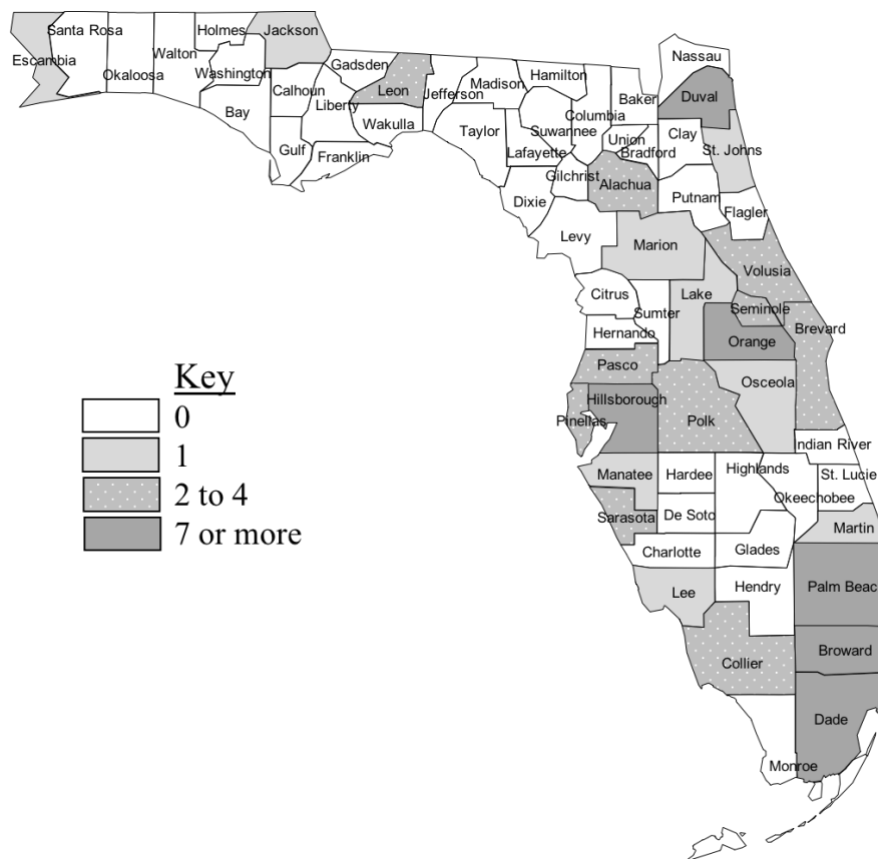 Holmes
Jackson
Santa Rosa
Escambia
Walton
Okaloosa
Washington
Bay
Calhoun
Gulf
Liberty
Franklin
Gadsden
Leon
Wakulla
Jefferson
Madison
Taylor
Hamilton
Suwannee
Lafayette
Columbia
Dixie
Gilchrist
Baker
Union
Bradford
Alachua
Nassau
Duval
Clay
St. Johns
Putnam
Flagler
Levy
Marion
Volusia
Citrus
Sumter
Lake
Seminole
Hernando
Orange
Brevard
Pasco
Osceola
Hillsborough
Pinellas
Polk
Indian River
Manatee
Hardee
Highlands
St. Lucie
Okeechobee
Sarasota
De Soto
Martin
Charlotte
Glades
Lee
Hendry
Palm Beac
Broward
Collier
Dade
Monroe
Key
0
1
2 to 4
7 or more